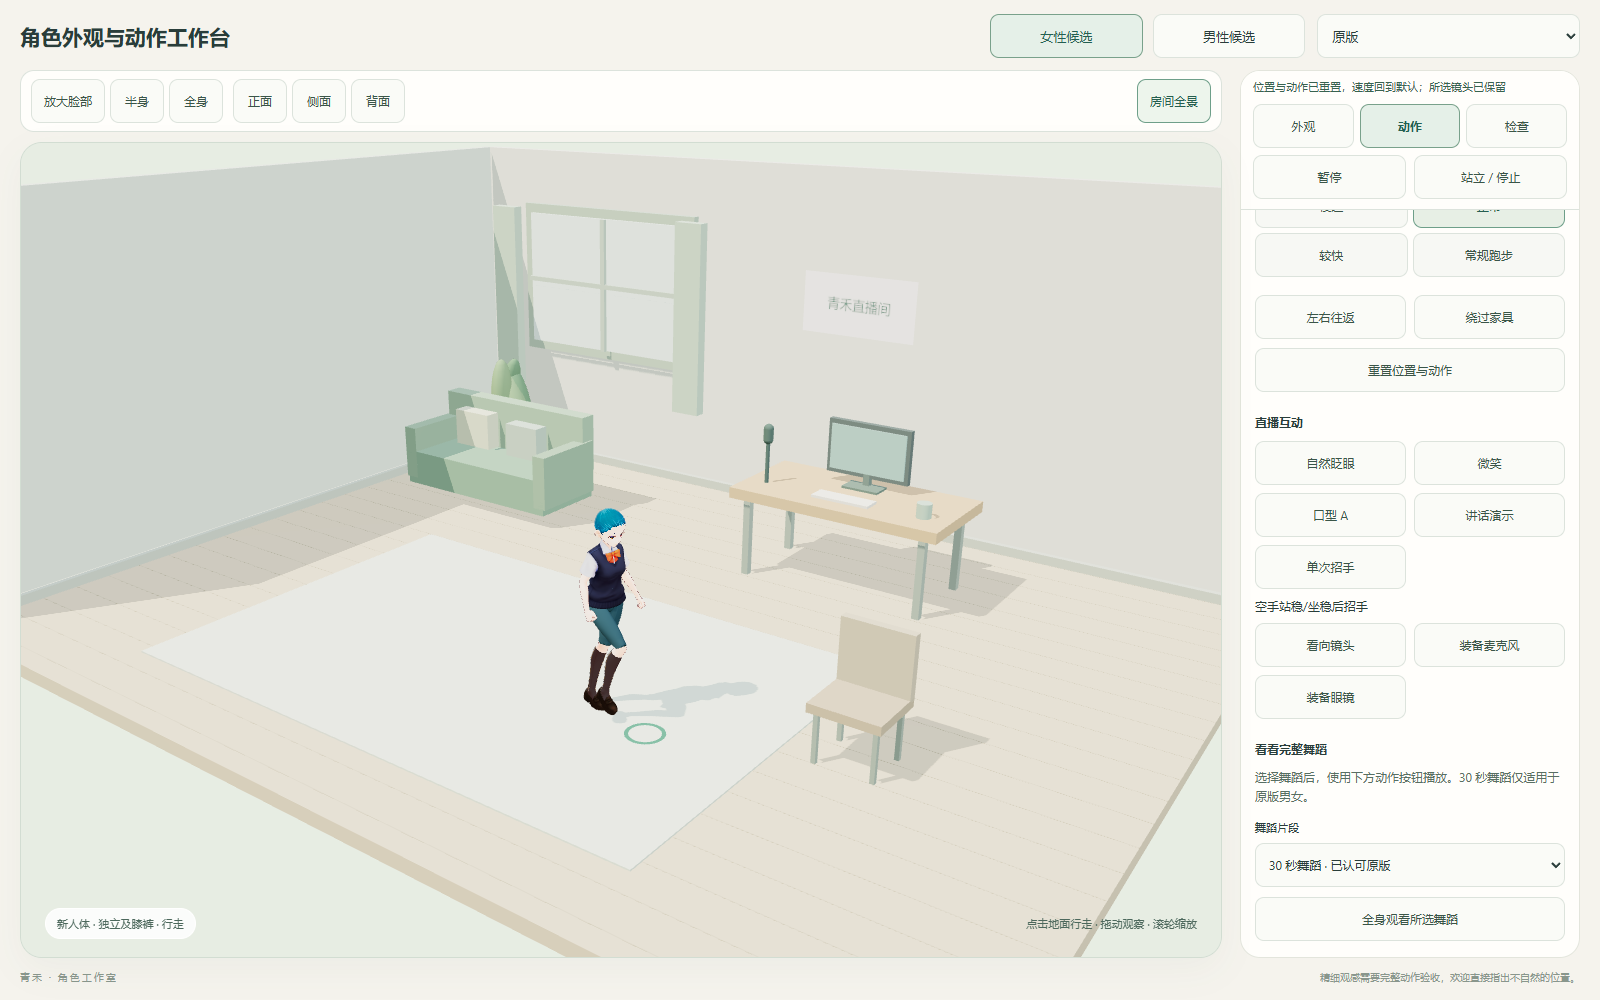 角色外观与动作工作台
女性候选
男性候选
原版
放大脸部
半身
全身
正面
侧面
背面
房间全景
青禾直播间
新人体 · 独立及膝裤 · 行走
点击地面行走 · 拖动观察 · 滚轮缩放
位置与动作已重置，速度回到默认；所选镜头已保留
外观
动作
检查
暂停
站立 / 停止
较快
常规跑步
左右往返
绕过家具
重置位置与动作
直播互动
自然眨眼
微笑
口型 A
讲话演示
单次招手
空手站稳/坐稳后招手
看向镜头
装备麦克风
装备眼镜
看看完整舞蹈
选择舞蹈后，使用下方动作按钮播放。30 秒舞蹈仅适用于
原版男女。
舞蹈片段
30 秒舞蹈 · 已认可原版
全身观看所选舞蹈
青禾 · 角色工作室
精细观感需要完整动作验收，欢迎直接指出不自然的位置。